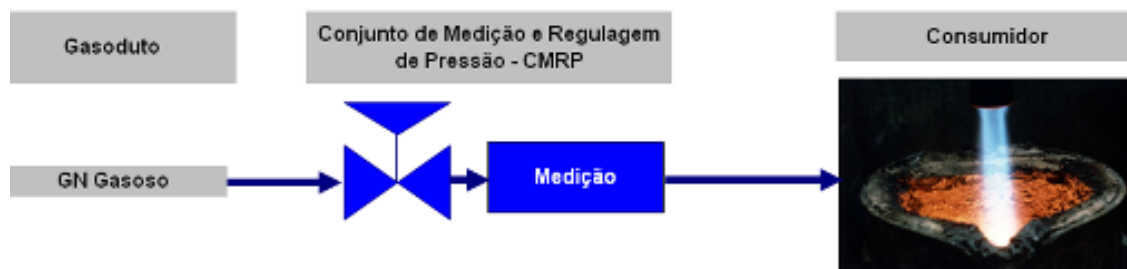 Gasoduto
Conjunto de Medição e Regulagem
de Pressão - CMRP
Consumidor
GN Gasoso
Medição